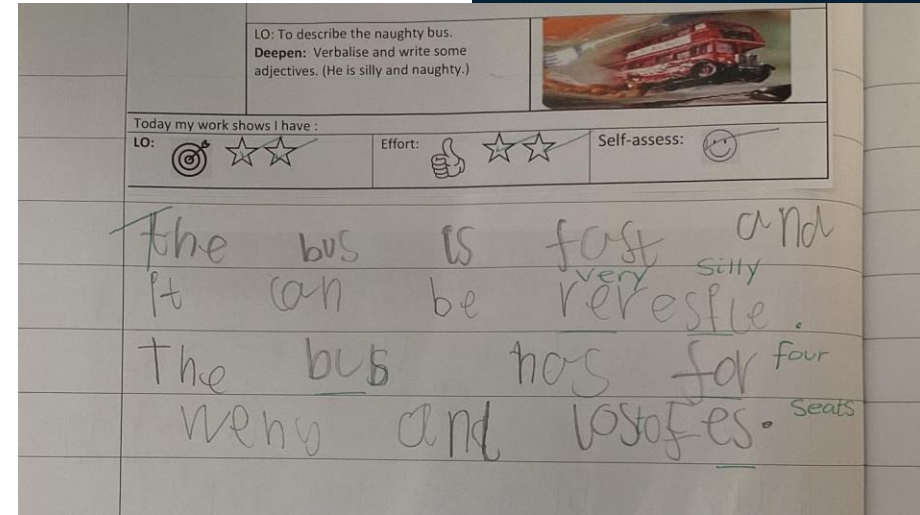 LO: To describe the naughty bus.
Deepen: Verbalise and write some
adjectives. (He is silly and naughty.)
Today my work shows I have :
LO:
Effort:
Self-assess:
The bus is fast and
very silly
it can be rerestle.
The bus has for four
weny and lostofes. seats